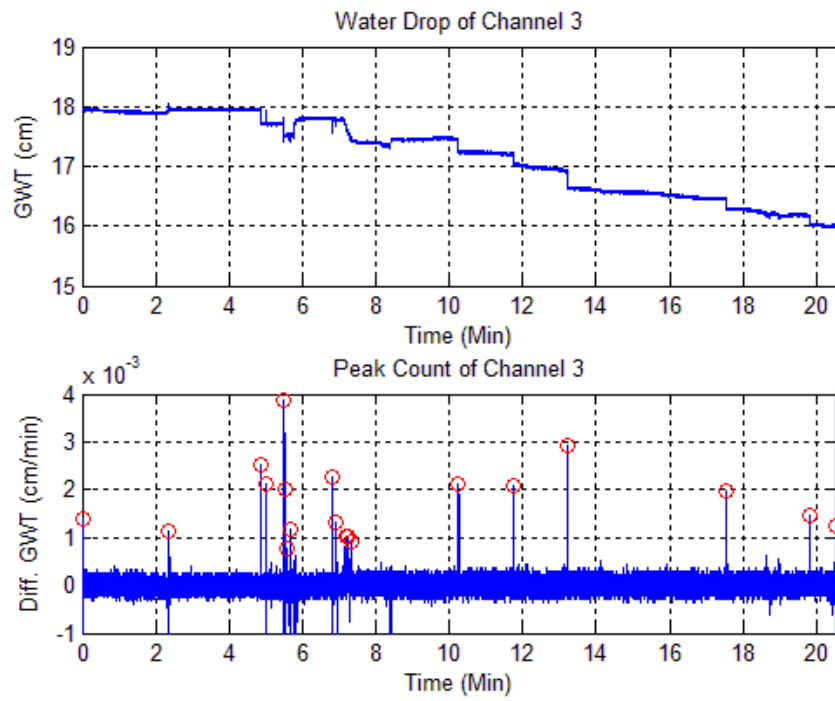 Water Drop of Channel 3
19
18
17
16
15
GWT (cm)
0 2 4 6 8 10 12 14 16 18 20
Time (Min)
x 10^-3
Peak Count of Channel 3
4
3
2
1
0
-1
Diff. GWT (cm/min)
0 2 4 6 8 10 12 14 16 18 20
Time (Min)